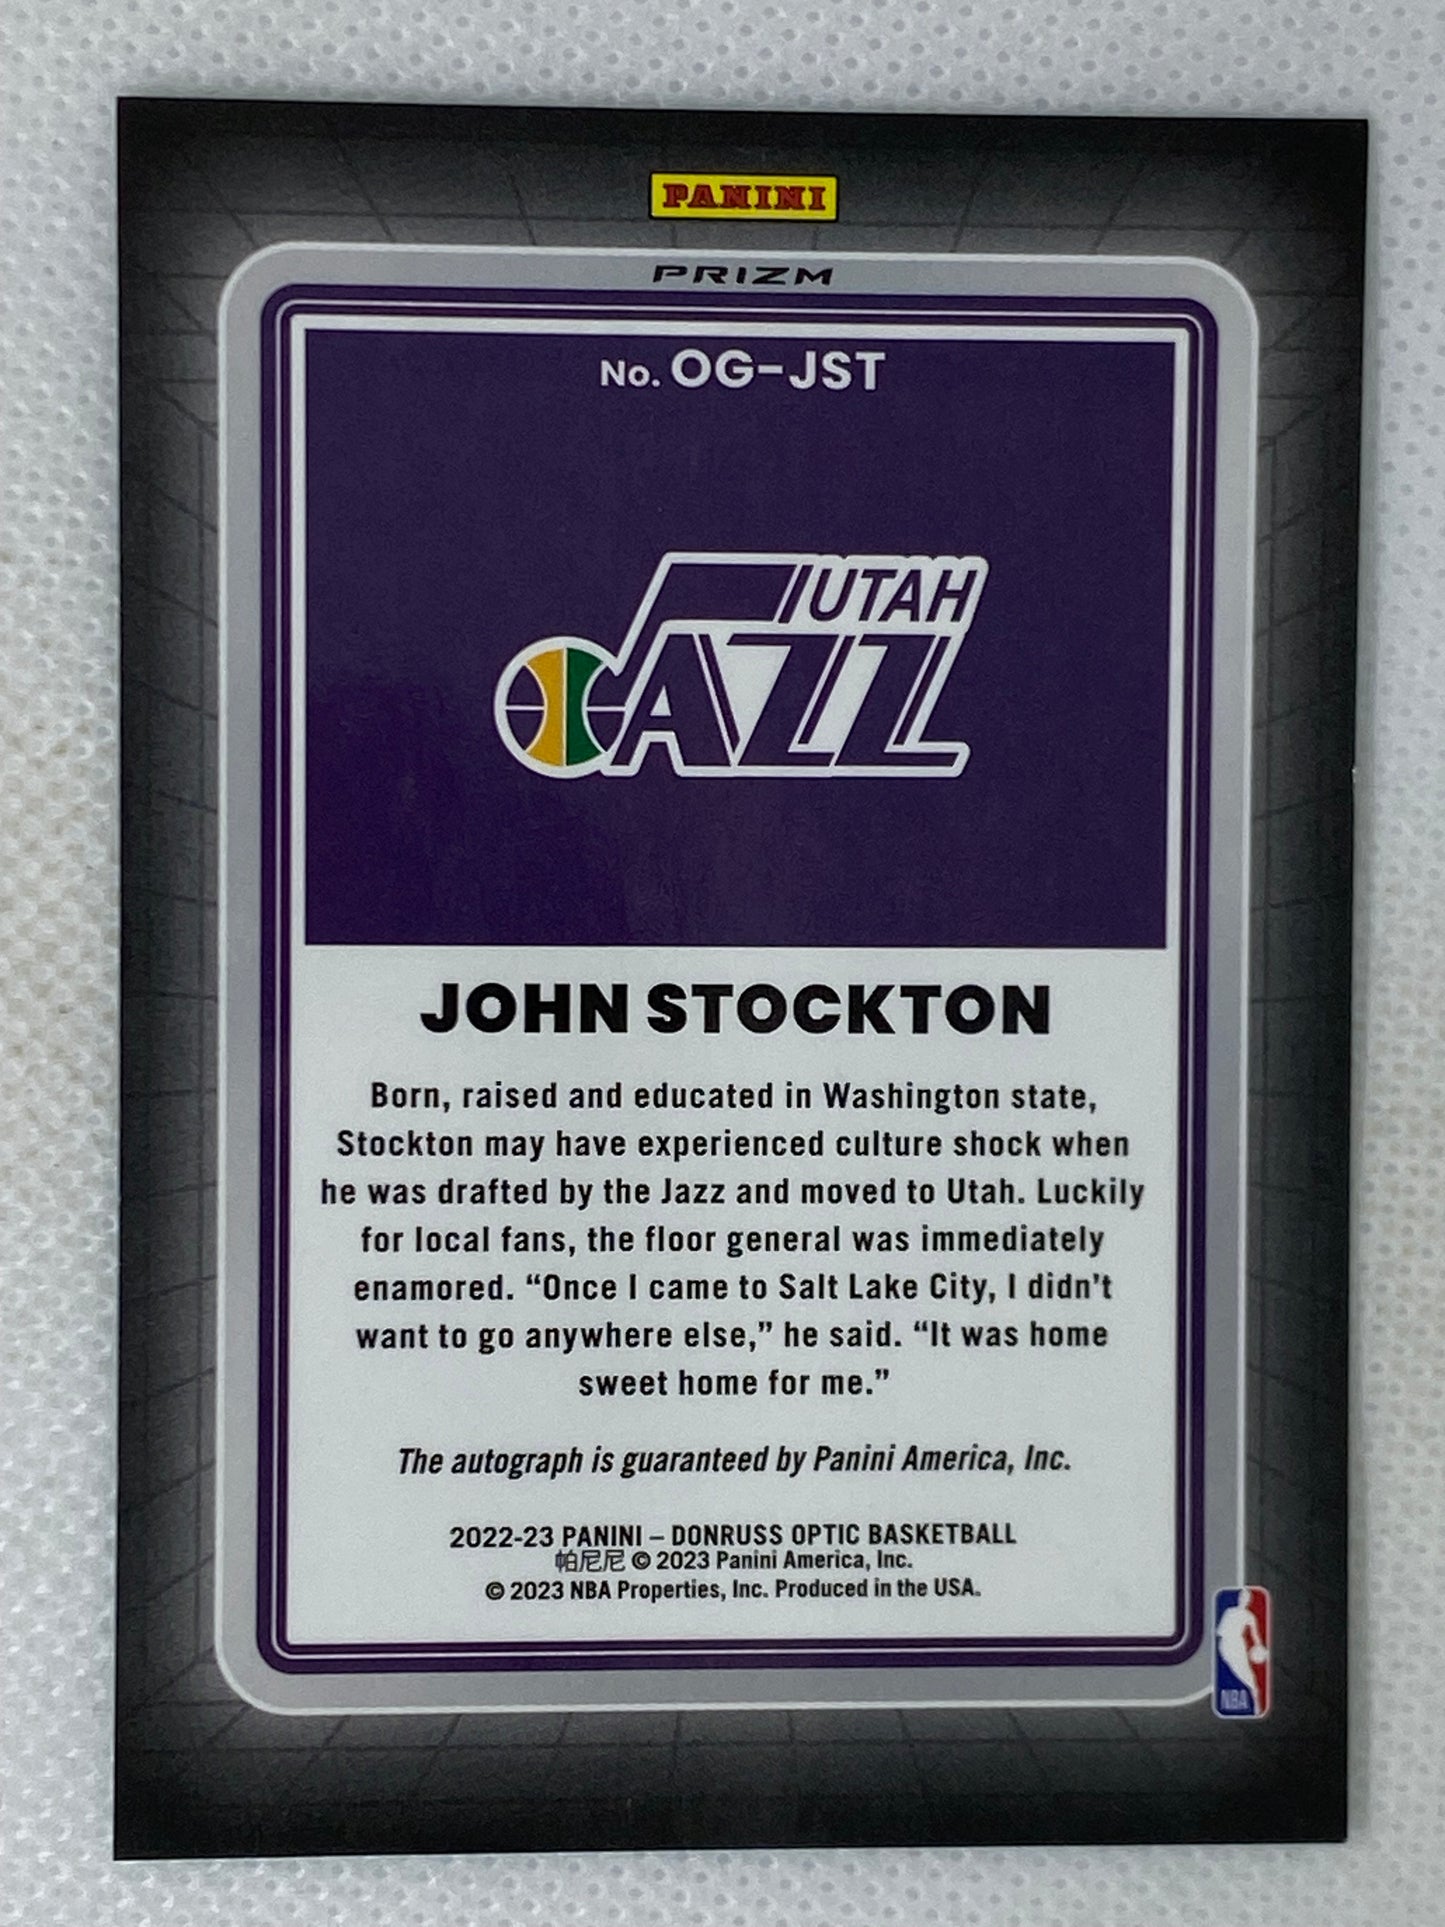 PANINI
PRIZM
No. OG-JST
UTAH
JAZZ
JOHN STOCKTON
Born, raised and educated in Washington state,
Stockton may have experienced culture shock when
he was drafted by the Jazz and moved to Utah. Luckily
for local fans, the floor general was immediately
enamored. “Once I came to Salt Lake City, I didn’t
want to go anywhere else,” he said. “It was home
sweet home for me.”
The autograph is guaranteed by Panini America, Inc.
2022-23 PANINI – DONRUSS OPTIC BASKETBALL
帕尼尼 © 2023 Panini America, Inc.
© 2023 NBA Properties, Inc. Produced in the USA.
NBA